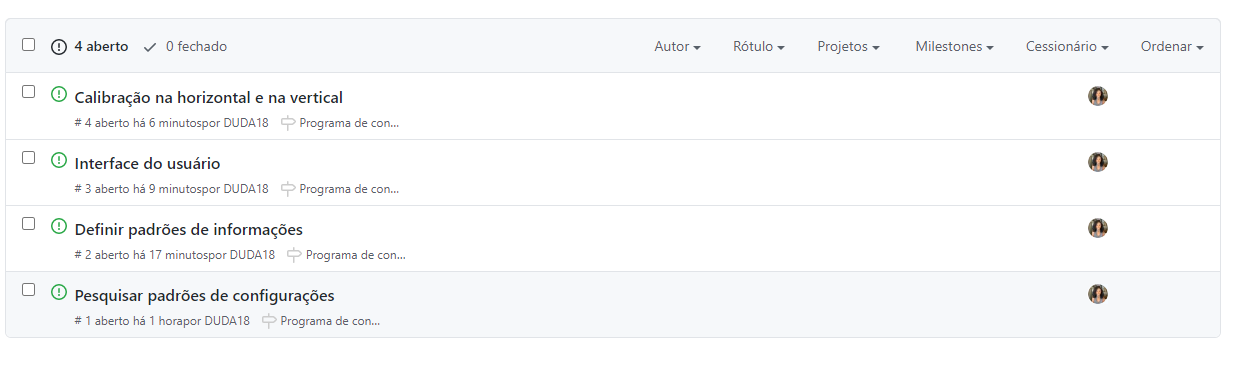 4 aberto 0 fechado Autor Rótulo Projetos Milestones Cessionário Ordenar
Calibração na horizontal e na vertical
# 4 aberto há 6 minutospor DUDA18 Programa de con...
Interface do usuário
# 3 aberto há 9 minutospor DUDA18 Programa de con...
Definir padrões de informações
# 2 aberto há 17 minutospor DUDA18 Programa de con...
Pesquisar padrões de configurações
# 1 aberto há 1 horapor DUDA18 Programa de con...